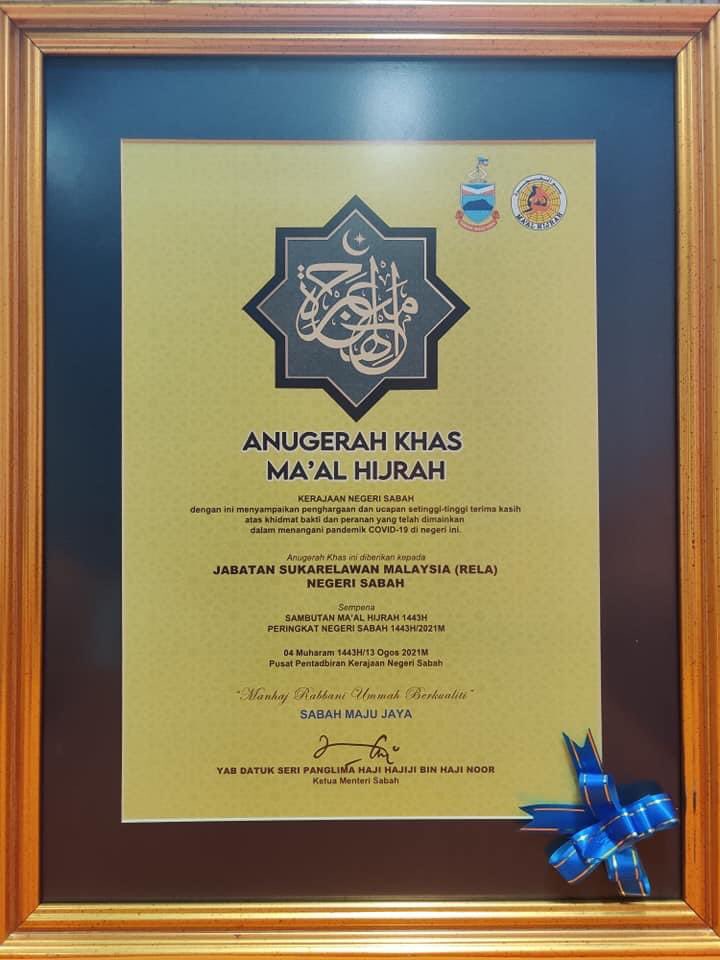 MA'AL HIJRAH
ANUGERAH KHAS
MA'AL HIJRAH
KERAJAAN NEGERI SABAH
dengan ini menyampaikan penghargaan dan ucapan setinggi-tinggi terima kasih
atas khidmat bakti dan peranan yang telah dimainkan
dalam menangani pandemik COVID-19 di negeri ini.
Anugerah Khas ini diberikan kepada
JABATAN SUKARELAWAN MALAYSIA (RELA)
NEGERI SABAH
Sempena
SAMBUTAN MA'AL HIJRAH 1443H
PERINGKAT NEGERI SABAH 1443H/2021M
04 Muharam 1443H/13 Ogos 2021M
Pusat Pentadbiran Kerajaan Negeri Sabah
"Manhaj Rabbani Ummah Berkualiti"
SABAH MAJU JAYA
YAB DATUK SERI PANGLIMA HAJI HAJIJI BIN HAJI NOOR
Ketua Menteri Sabah